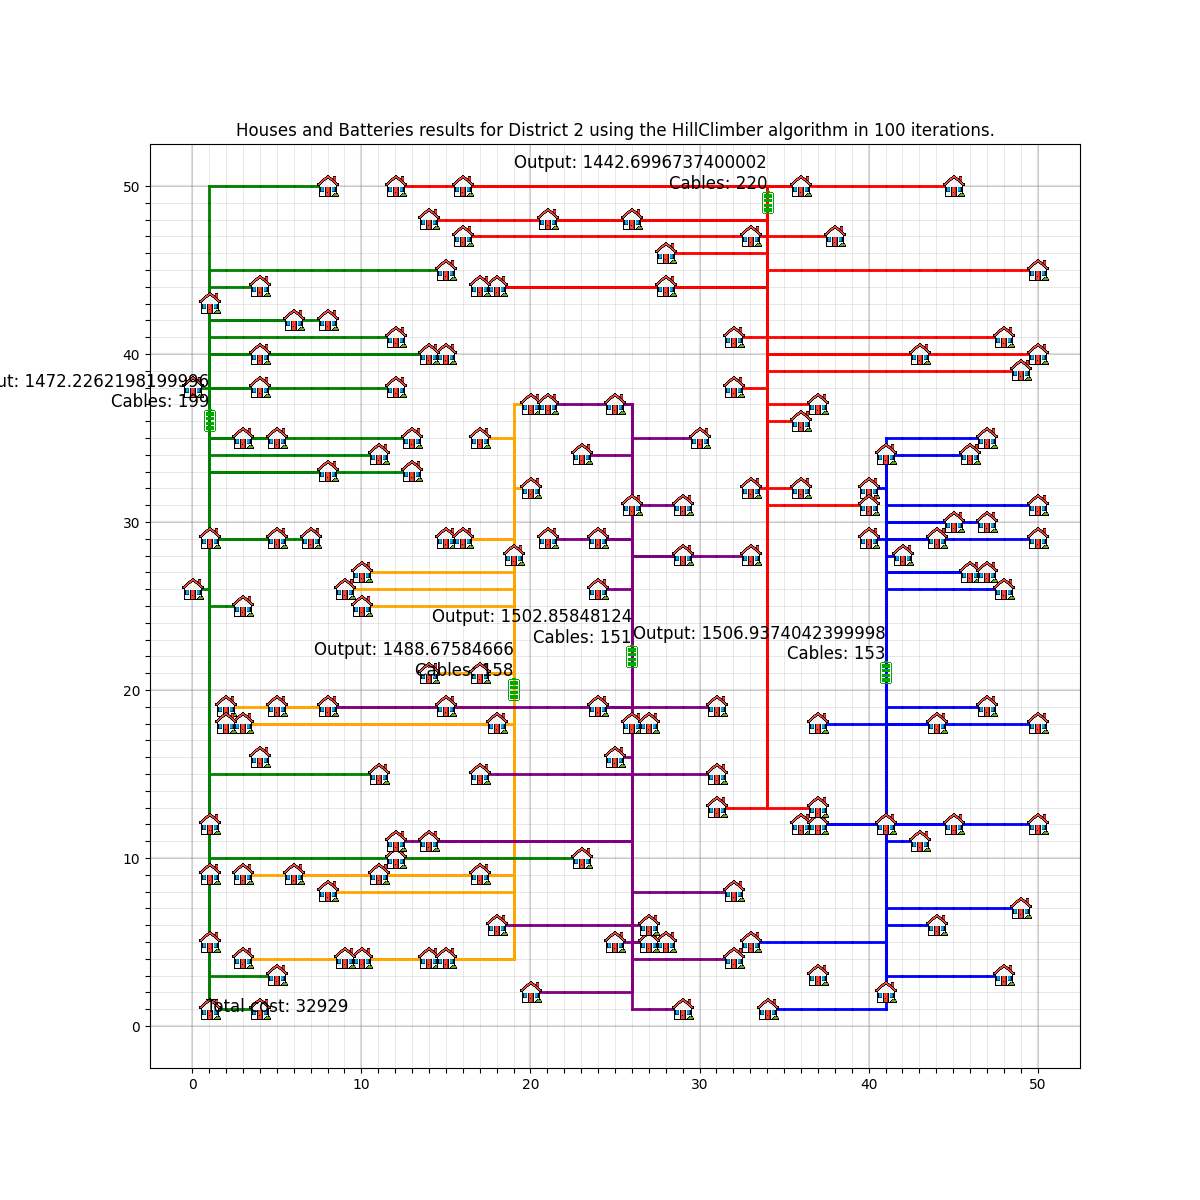 Houses and Batteries results for District 2 using the HillClimber algorithm in 100 iterations.
Output: 1442.6996737400002
Cables: 220
50
40
ut: 1472.2262198199996
Cables: 199
30
Output: 1502.85848124
Cables: 151
Output: 1506.9374042399998
Cables: 153
Output: 1488.67584666
Cables: 158
20
10
Total cost: 32929
0
0 10 20 30 40 50